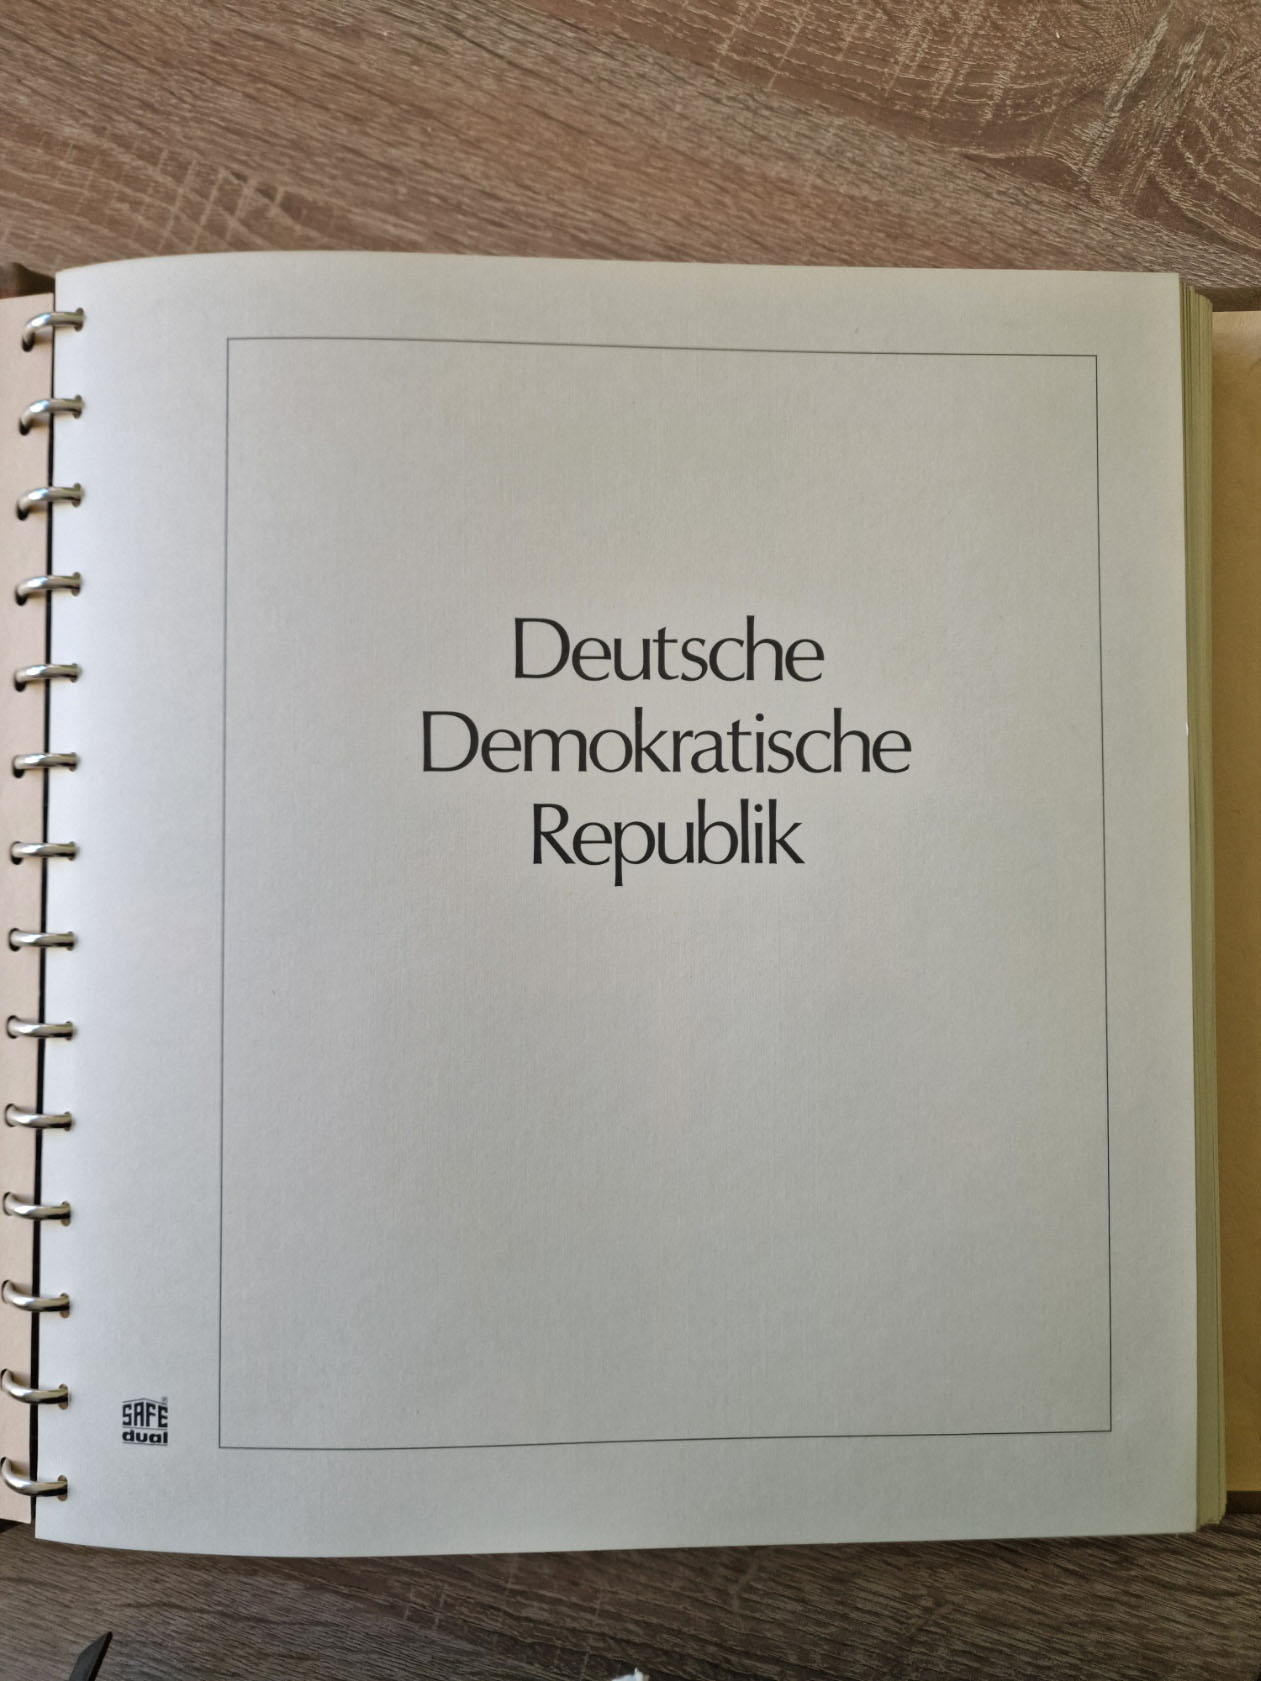 Deutsche
Demokratische
Republik
SAFE®
dual